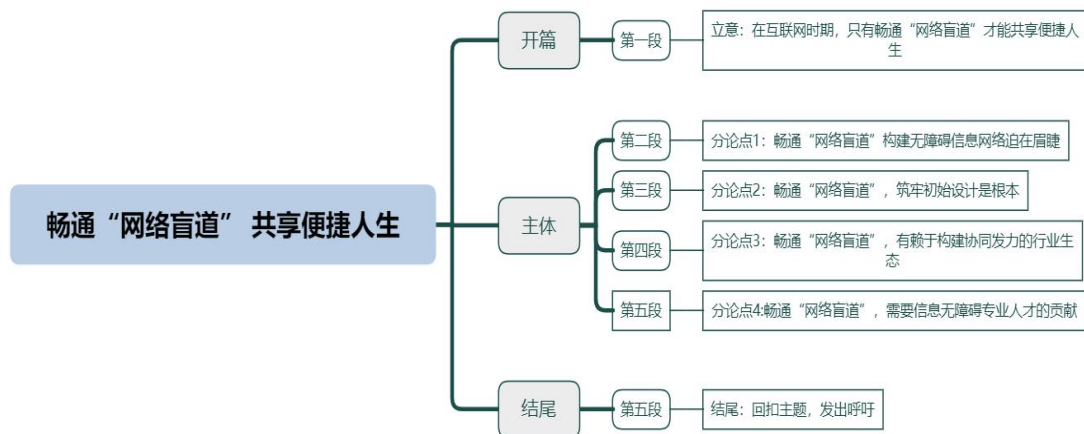 畅通“网络盲道” 共享便捷人生
开篇
第一段
立意：在互联网时期，只有畅通“网络盲道”才能共享便捷人
生
主体
第二段
分论点1：畅通“网络盲道”构建无障碍信息网络迫在眉睫
第三段
分论点2：畅通“网络盲道”，筑牢初始设计是根本
第四段
分论点3：畅通“网络盲道”，有赖于构建协同发力的行业生
态
第五段
分论点4:畅通“网络盲道”，需要信息无障碍专业人才的贡献
结尾
第五段
结尾：回扣主题，发出呼吁